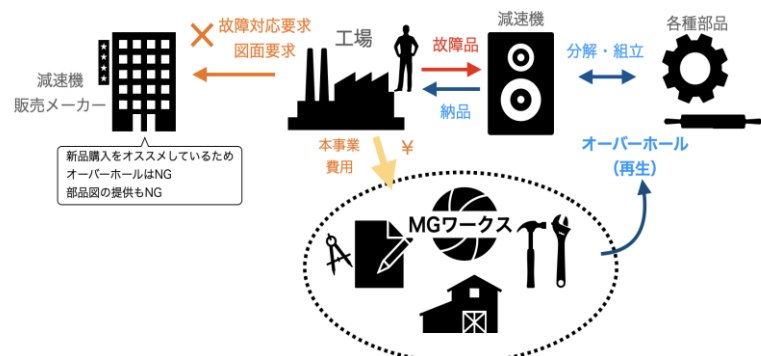 故障対応要求
図面要求
減速機
販売メーカー
新品購入をオススメしているため
オーバーホールはNG
部品図の提供もNG
工場
故障品
納品
減速機
分解・組立
各種部品
本事業
費用
¥
オーバーホール
(再生)
MGワークス